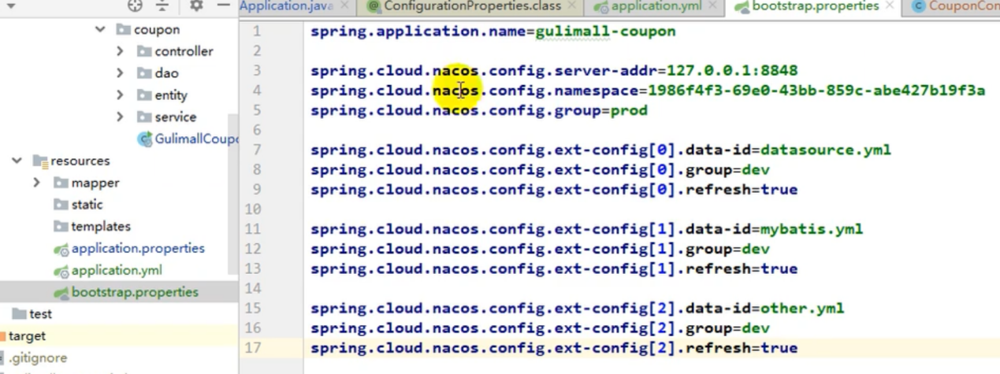 Application.java
ConfigurationProperties.class
application.yml
bootstrap.properties
CouponCon
coupon
controller
dao
entity
service
GulimallCoup
resources
mapper
static
templates
application.properties
application.yml
bootstrap.properties
test
target
.gitignore
1 spring.application.name=gulimall-coupon
2
3 spring.cloud.nacos.config.server-addr=127.0.0.1:8848
4 spring.cloud.nacos.config.namespace=1986f4f3-69e0-43bb-859c-abe427b19f3a
5 spring.cloud.nacos.config.group=prod
6
7 spring.cloud.nacos.config.ext-config[0].data-id=datasource.yml
8 spring.cloud.nacos.config.ext-config[0].group=dev
9 spring.cloud.nacos.config.ext-config[0].refresh=true
10
11 spring.cloud.nacos.config.ext-config[1].data-id=mybatis.yml
12 spring.cloud.nacos.config.ext-config[1].group=dev
13 spring.cloud.nacos.config.ext-config[1].refresh=true
14
15 spring.cloud.nacos.config.ext-config[2].data-id=other.yml
16 spring.cloud.nacos.config.ext-config[2].group=dev
17 spring.cloud.nacos.config.ext-config[2].refresh=true